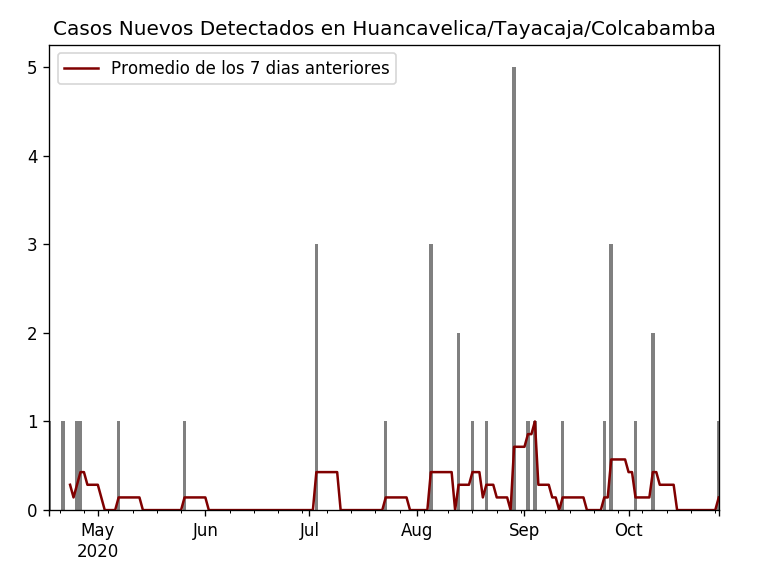 Casos Nuevos Detectados en Huancavelica/Tayacaja/Colcabamba
Promedio de los 7 dias anteriores
5
4
3
2
1
0
May Jun Jul Aug Sep Oct
2020